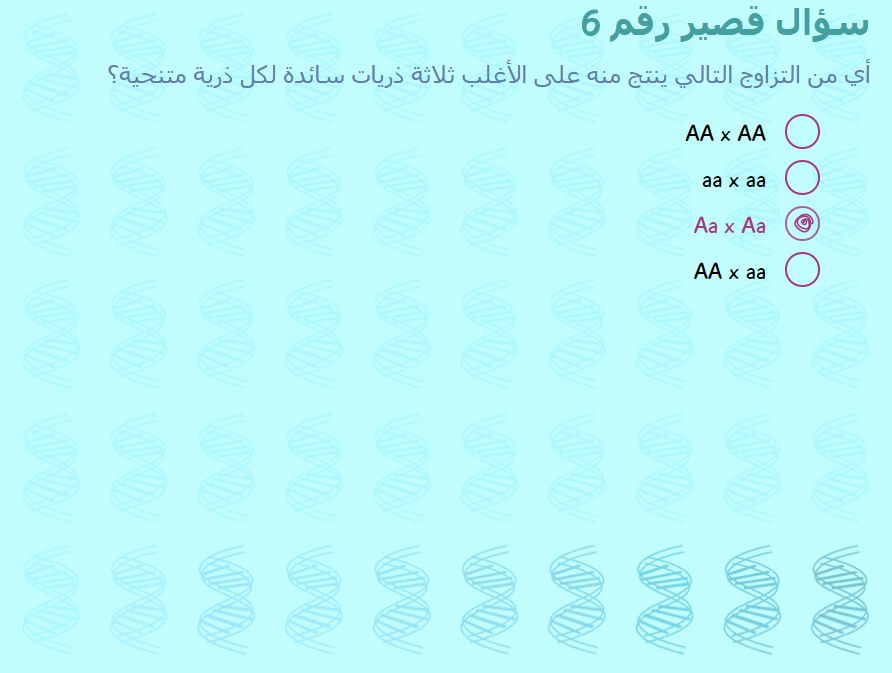 سؤال قصير رقم 6
أي من التزاوج التالي ينتج منه على الأغلب ثلاثة ذريات سائدة لكل ذرية متنحية؟
AA x AA
aa x aa
Aa x Aa
AA x aa